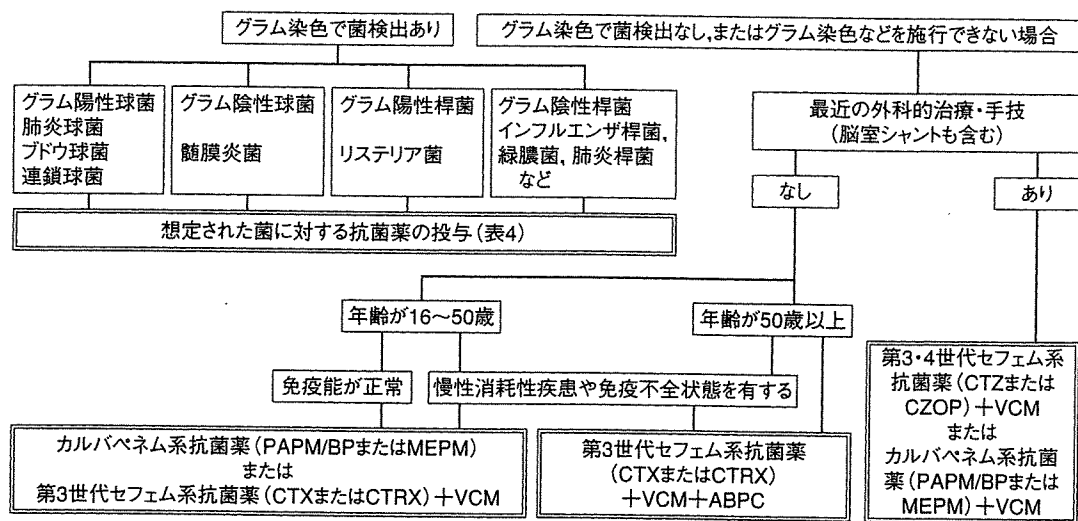 グラム染色で菌検出あり
グラム染色で菌検出なし,またはグラム染色などを施行できない場合
グラム陽性球菌
肺炎球菌
ブドウ球菌
連鎖球菌
グラム陰性球菌
髄膜炎菌
グラム陽性桿菌
リステリア菌
グラム陰性桿菌
インフルエンザ桿菌,
緑膿菌, 肺炎桿菌
など
最近の外科的治療・手技
(脳室シャントも含む)
なし
あり
想定された菌に対する抗菌薬の投与(表4)
年齢が16~50歳
年齢が50歳以上
免疫能が正常
慢性消耗性疾患や免疫不全状態を有する
カルバペネム系抗菌薬(PAPM/BPまたはMEPM)
または
第3世代セフェム系抗菌薬(CTXまたはCTRX)+VCM
第3世代セフェム系抗菌薬
(CTXまたはCTRX)
+VCM+ABPC
第3・4世代セフェム系
抗菌薬(CTZまたは
CZOP)+VCM
または
カルバペネム系抗菌
薬(PAPM/BPまたは
MEPM)+VCM